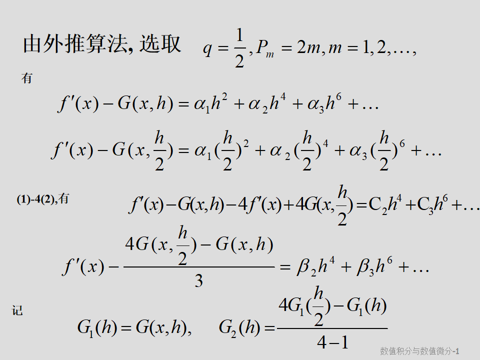 由外推算法, 选取 q = 1/2, Pₘ = 2m, m = 1, 2, …,
有
f′(x) − G(x, h) = α₁h² + α₂h⁴ + α₃h⁶ + …
f′(x) − G(x, h/2) = α₁(h/2)² + α₂(h/2)⁴ + α₃(h/2)⁶ + …
(1)-4(2),有 f′(x)−G(x,h)−4f′(x)+4G(x, h/2)=C₂h⁴+C₃h⁶+…
f′(x) − (4G(x, h/2) − G(x, h))/3 = β₂h⁴ + β₃h⁶ + …
记
G₁(h) = G(x, h), G₂(h) = (4G₁(h/2) − G₁(h))/(4−1)
数值积分与数值微分-1